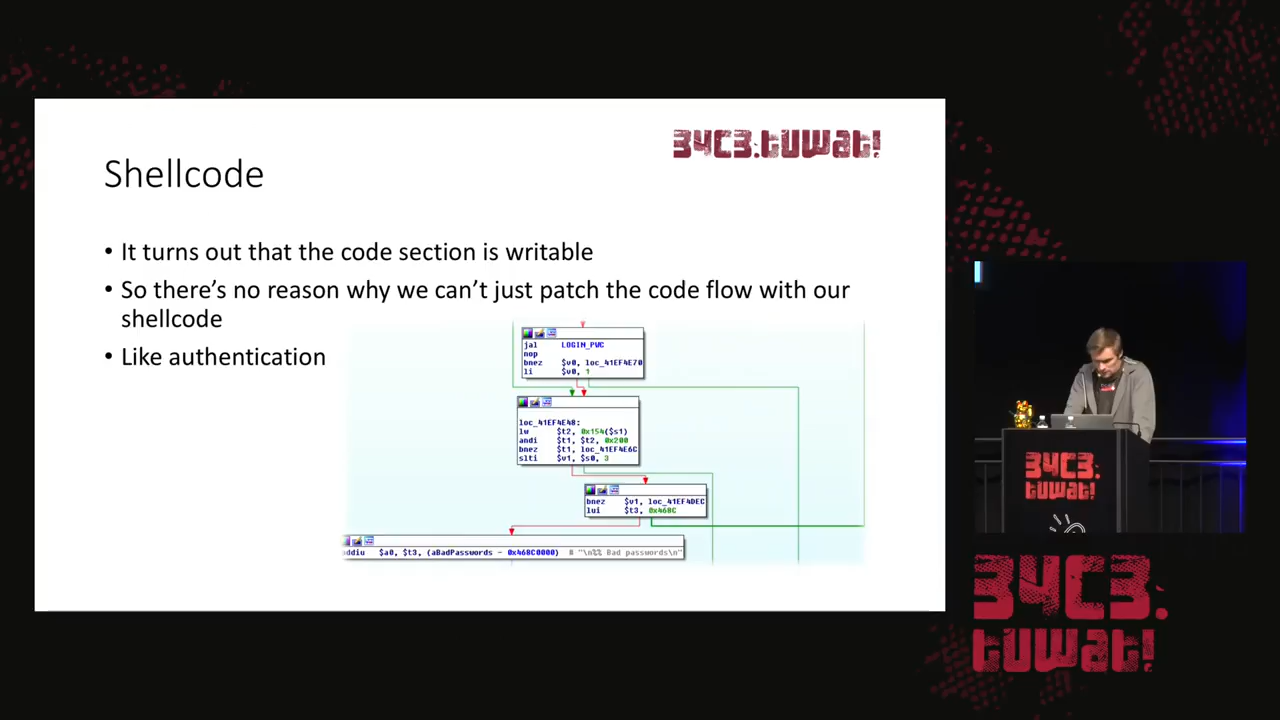 34C3.tuwat!
Shellcode
• It turns out that the code section is writable
• So there's no reason why we can't just patch the code flow with our
shellcode
• Like authentication
jal LOGIN_PWC
nop
bnez $v0, loc_41EF4E70
li $v0, 1
loc_41EF4E48:
lw $t2, 0x154($s1)
andi $t1, $t2, 0x200
bnez $t1, loc_41EF4E6C
slti $v1, $s0, 3
bnez $v1, loc_41EF4DEC
lui $t3, 0x468C
addiu $a0, $t3, (aBadPasswords - 0x468C0000) # "\n%% Bad passwords\n"
34C3.
tuwat!
34C3.
tuwat!